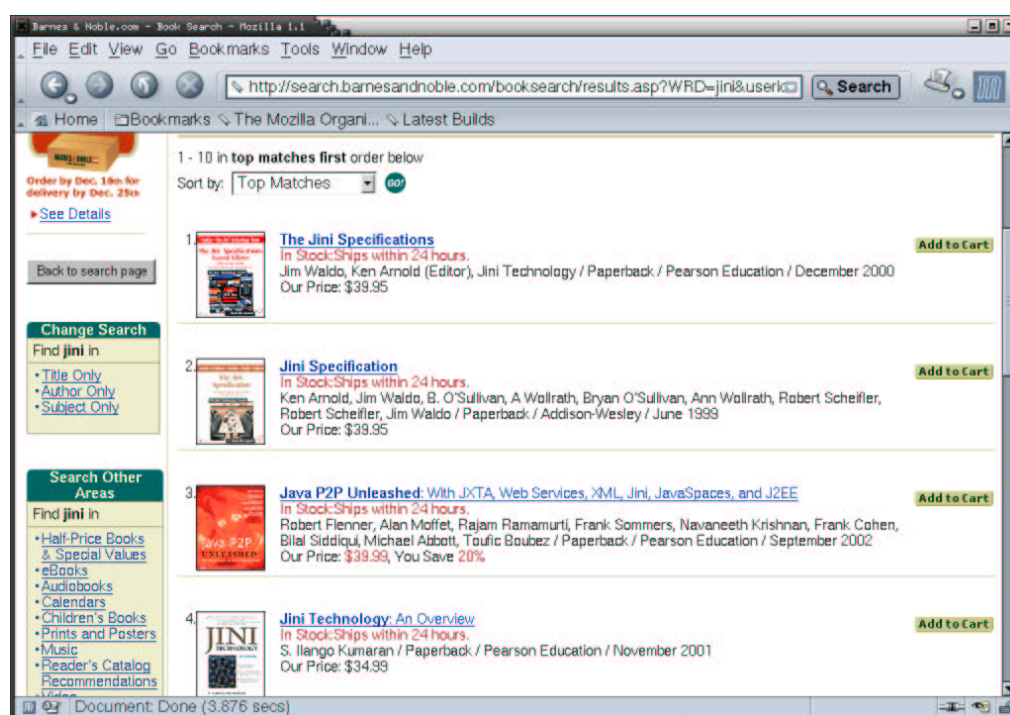 Barnes & Noble.com - Book Search - Mozilla 1.1
File Edit View Go Bookmarks Tools Window Help
http://search.barnesandnoble.com/booksearch/results.asp?WRD=jini&userid
Search
Home Bookmarks The Mozilla Organi... Latest Builds
Order by Dec. 16th for
delivery by Dec. 25th
See Details
Back to search page
Change Search
Find jini in
• Title Only
• Author Only
• Subject Only
Search Other
Areas
Find jini in
• Half-Price Books
& Special Values
• eBooks
• Audiobooks
• Calendars
• Children's Books
• Prints and Posters
• Music
• Reader's Catalog
Recommendations
• Video
1 - 10 in top matches first order below
Sort by: Top Matches GO!
1. The Jini Specifications
Add to Cart
In Stock:Ships within 24 hours.
Jim Waldo, Ken Arnold (Editor), Jini Technology / Paperback / Pearson Education / December 2000
Our Price: $39.95
2. Jini Specification
Add to Cart
In Stock:Ships within 24 hours.
Ken Arnold, Jim Waldo, B. O'Sullivan, A Wollrath, Bryan O'Sullivan, Ann Wollrath, Robert Scheifler,
Robert Scheifler, Jim Waldo / Paperback / Addison-Wesley / June 1999
Our Price: $39.95
The Jini
Specification
3. Java P2P Unleashed: With JXTA, Web Services, XML, Jini, JavaSpaces, and J2EE
Add to Cart
In Stock:Ships within 24 hours.
Robert Flenner, Alan Moffet, Rajam Ramamurti, Frank Sommers, Navaneeth Krishnan, Frank Cohen,
Bilal Siddiqui, Michael Abbott, Toufic Boubez / Paperback / Pearson Education / September 2002
Our Price: $39.99, You Save 20%
Java P2P
UNLEASHED
4. Jini Technology: An Overview
Add to Cart
In Stock:Ships within 24 hours.
S. Ilango Kumaran / Paperback / Pearson Education / November 2001
Our Price: $34.99
JINI
TECHNOLOGY
Document: Done (3.876 secs)